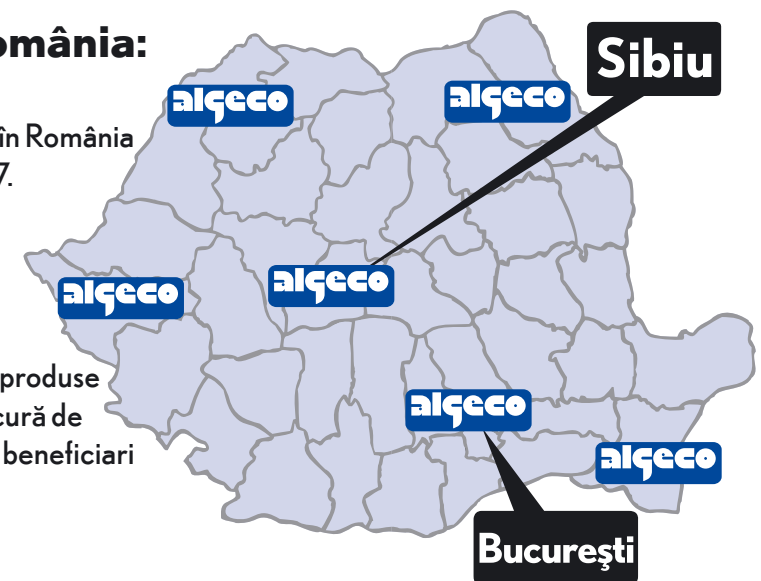 omânia:
în România
7.
produse
cură de
beneficiari
Sibiu
algeco
algeco
algeco
algeco
algeco
algeco
București